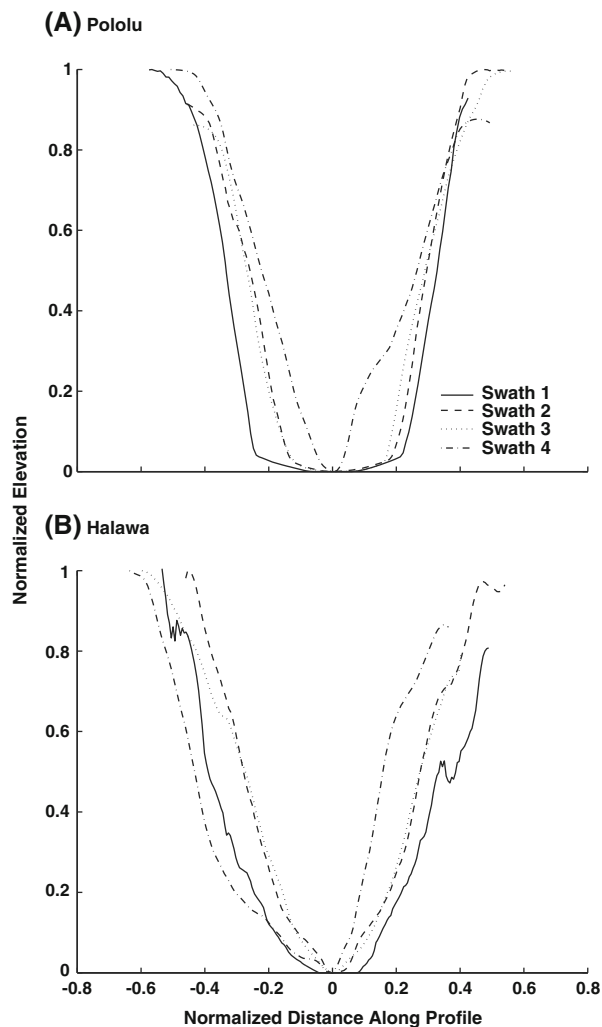 (A) Pololu
1
0.8
0.6
0.4
0.2
0
Swath 1
Swath 2
Swath 3
Swath 4
Normalized Elevation
(B) Halawa
1
0.8
0.6
0.4
0.2
0
-0.8 -0.6 -0.4 -0.2 0 0.2 0.4 0.6 0.8
Normalized Distance Along Profile